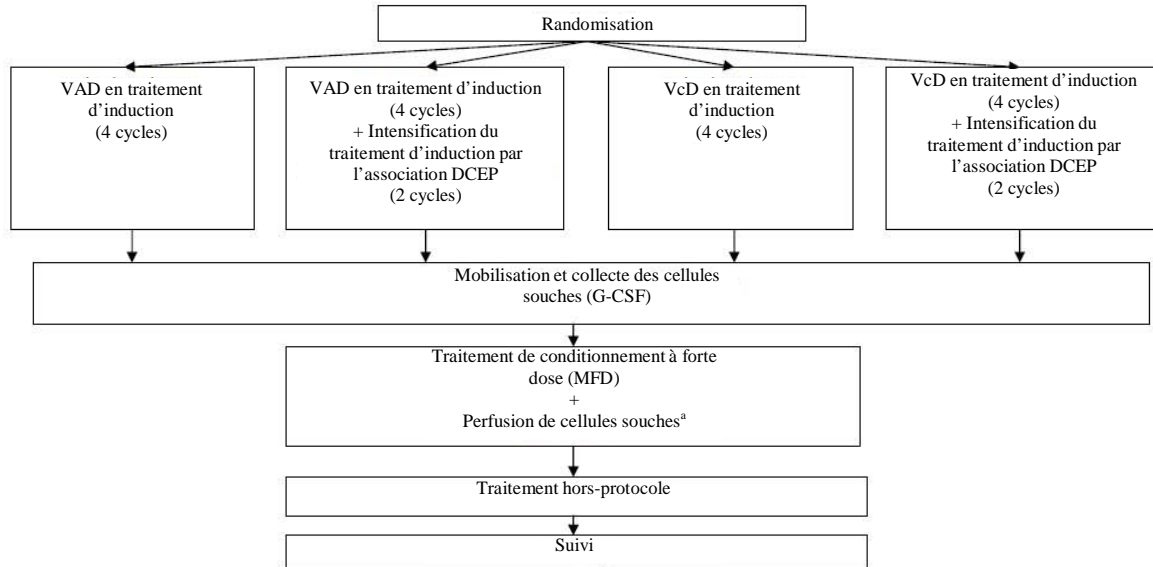 Randomisation
VAD en traitement
d’induction
(4 cycles)
VAD en traitement d’induction
(4 cycles)
+ Intensification du
traitement d’induction par
l’association DCEP
(2 cycles)
VcD en traitement
d’induction
(4 cycles)
VcD en traitement d’induction
(4 cycles)
+ Intensification du
traitement d’induction par
l’association DCEP
(2 cycles)
Mobilisation et collecte des cellules
souches (G-CSF)
Traitement de conditionnement à forte
dose (MFD)
+
Perfusion de cellules souchesᵃ
Traitement hors-protocole
Suivi